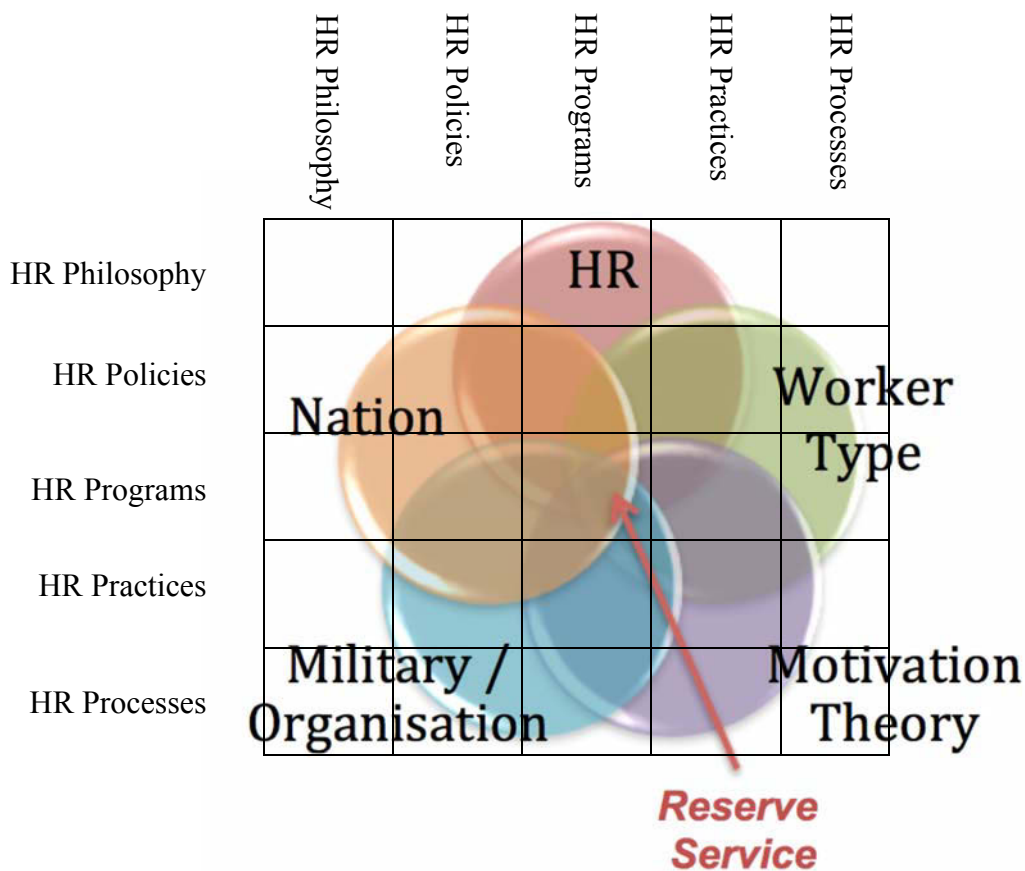 HR Philosophy
HR Policies
HR Programs
HR Practices
HR Processes
HR Philosophy
HR Policies
HR Programs
HR Practices
HR Processes
HR
Nation
Worker
Type
Military /
Organisation
Motivation
Theory
Reserve
Service